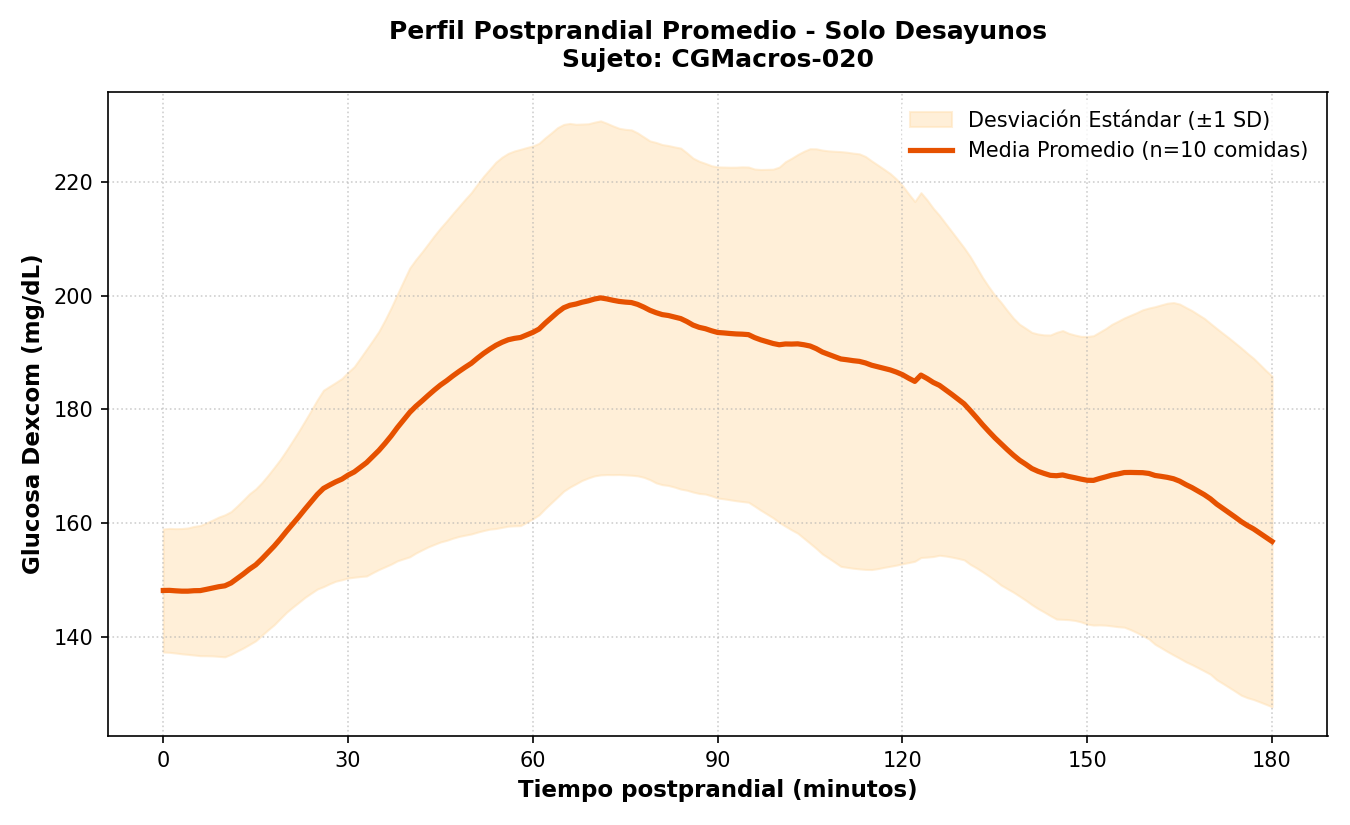 Perfil Postprandial Promedio - Solo Desayunos
Sujeto: CGMacros-020
Desviación Estándar (±1 SD)
Media Promedio (n=10 comidas)
Glucosa Dexcom (mg/dL)
220
200
180
160
140
0 30 60 90 120 150 180
Tiempo postprandial (minutos)